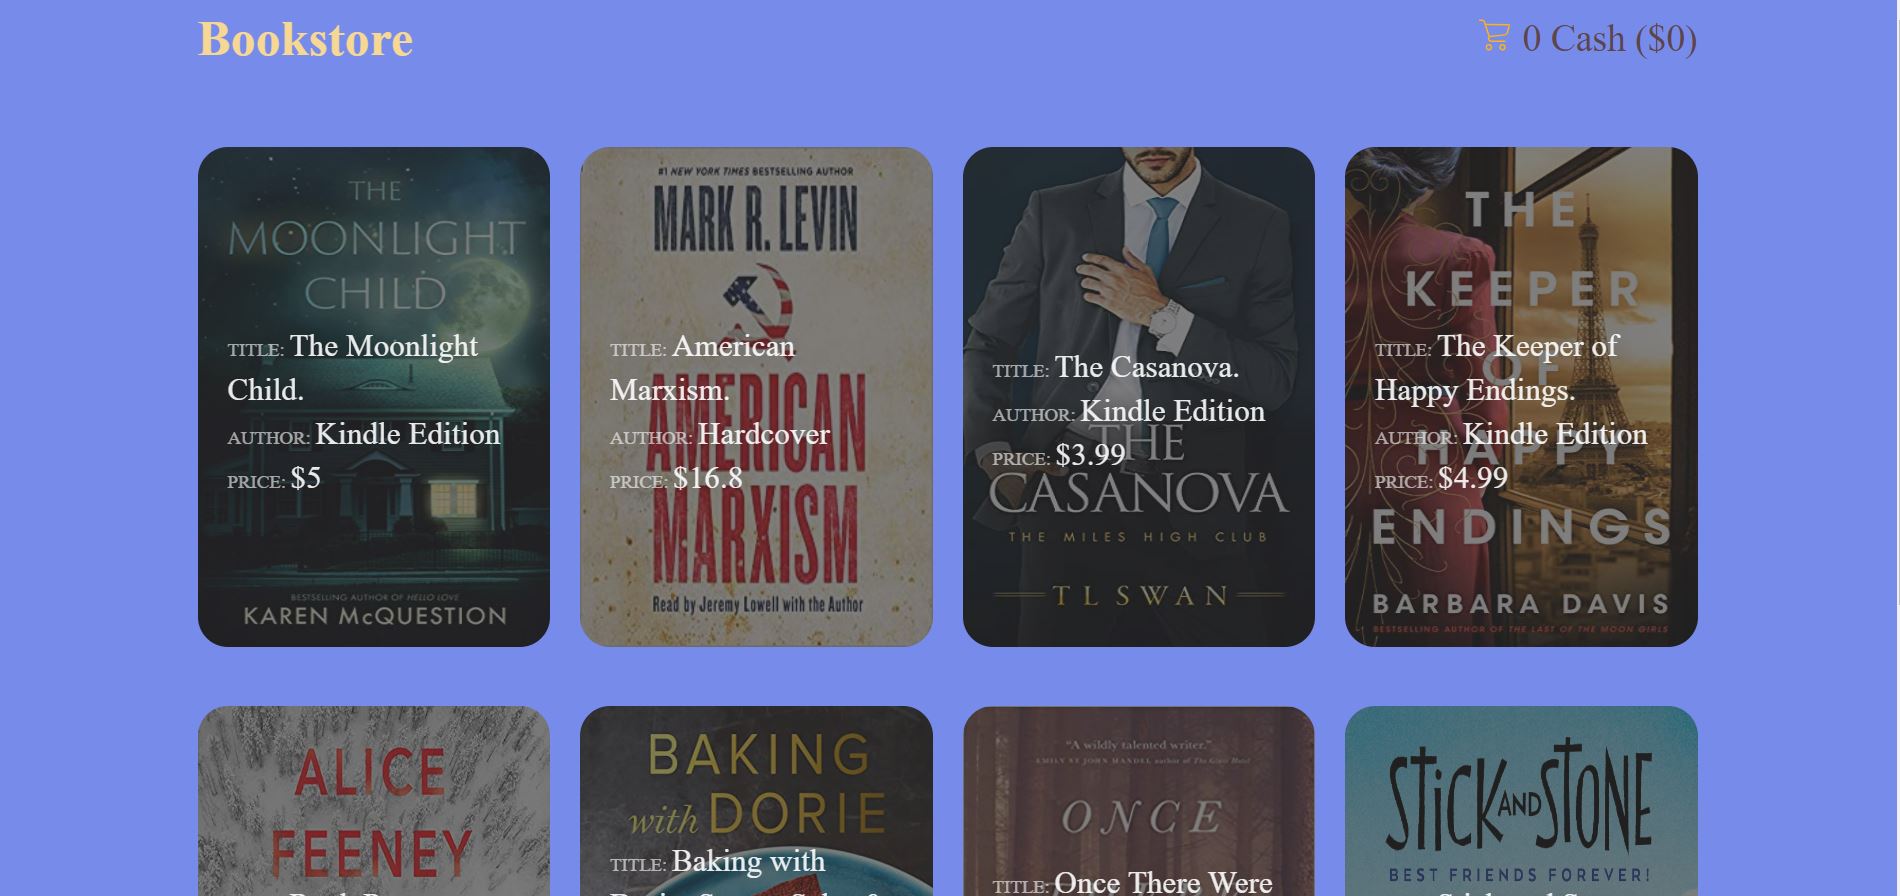 Bookstore
0 Cash ($0)
THE
MOONLIGHT
CHILD
TITLE: The Moonlight
Child.
AUTHOR: Kindle Edition
PRICE: $5
BESTSELLING AUTHOR OF HELLO LOVE
KAREN McQUESTION
#1 NEW YORK TIMES BESTSELLING AUTHOR
MARK R. LEVIN
TITLE: American
Marxism.
AMERICAN
AUTHOR: Hardcover
PRICE: $16.8
MARXISM
Read by Jeremy Lowell with the Author
TITLE: The Casanova.
AUTHOR: Kindle Edition
THE
PRICE: $3.99
CASANOVA
THE MILES HIGH CLUB
T L SWAN
THE
KEEPER
TITLE: The Keeper of
OF
Happy Endings.
AUTHOR: Kindle Edition
HAPPY
PRICE: $4.99
ENDINGS
BARBARA DAVIS
BESTSELLING AUTHOR OF THE LAST OF THE MOON GIRLS
ALICE
FEENEY
BAKING
with DORIE
TITLE: Baking with
"A wildly talented writer."
EMILY ST JOHN MANDEL, author of The Glass Hotel
ONCE
TITLE: Once There Were
STICK AND STONE
BEST FRIENDS FOREVER!